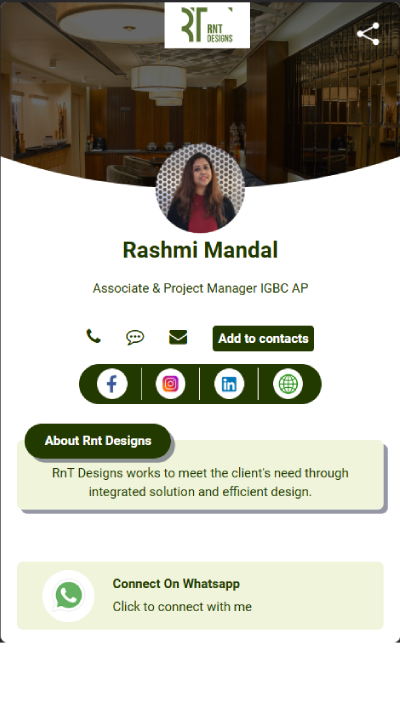 RNT
DESIGNS
Rashmi Mandal
Associate & Project Manager IGBC AP
Add to contacts
About Rnt Designs
RnT Designs works to meet the client's need through
integrated solution and efficient design.
Connect On Whatsapp
Click to connect with me